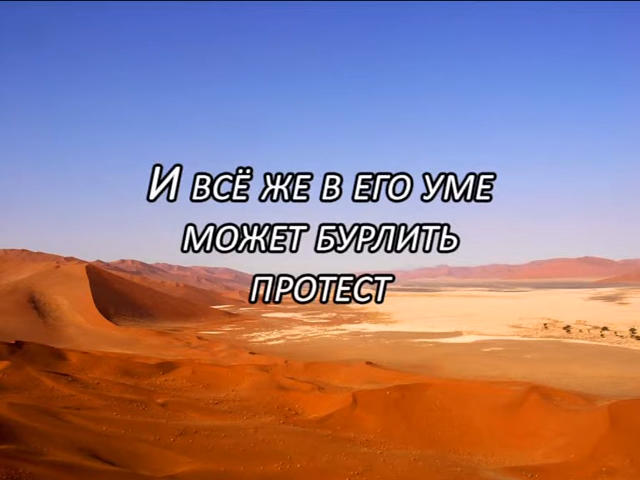 И ВСЁ ЖЕ В ЕГО УМЕ
МОЖЕТ БУРЛИТЬ
ПРОТЕСТ